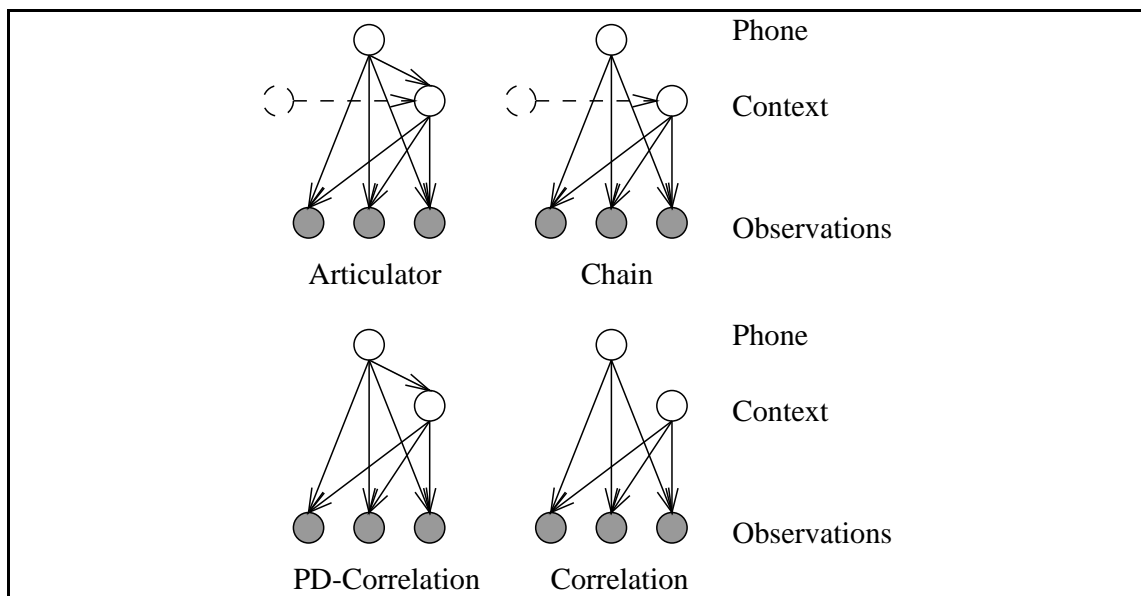 Phone
Context
Observations
Articulator Chain
Phone
Context
Observations
PD-Correlation Correlation